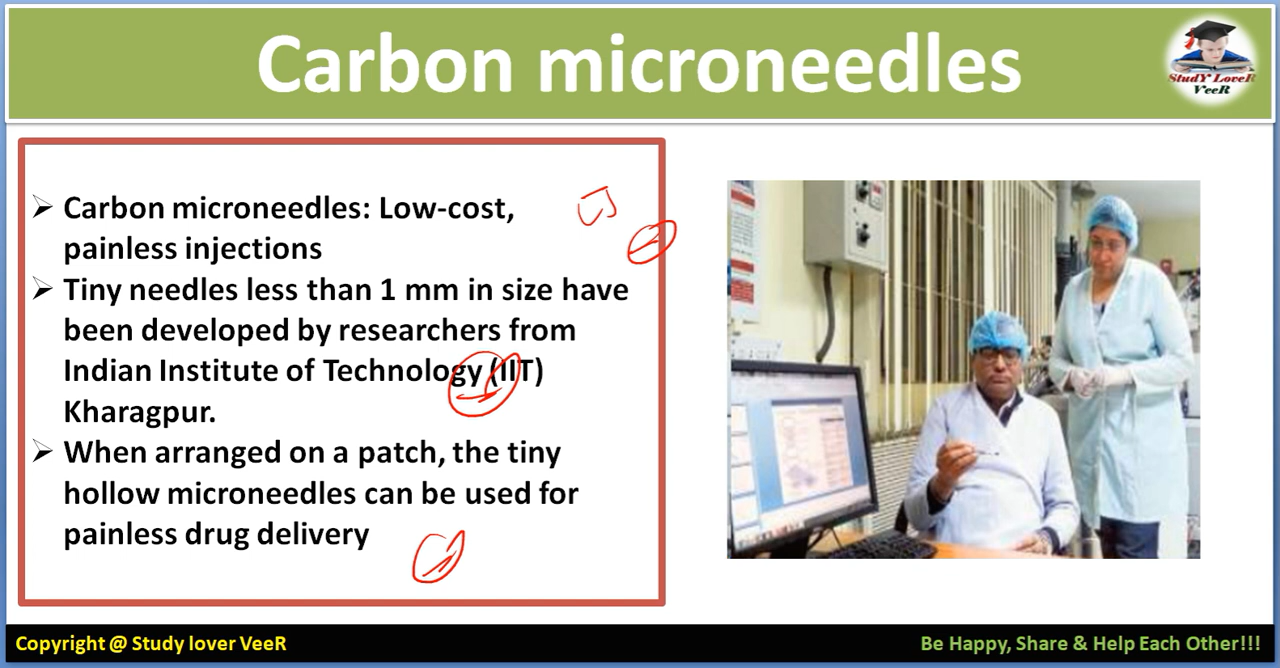 Carbon microneedles
StudY LoveR
VeeR
➢ Carbon microneedles: Low-cost,
painless injections
➢ Tiny needles less than 1 mm in size have
been developed by researchers from
Indian Institute of Technology (IIT)
Kharagpur.
➢ When arranged on a patch, the tiny
hollow microneedles can be used for
painless drug delivery
Copyright @ Study lover VeeR
Be Happy, Share & Help Each Other!!!